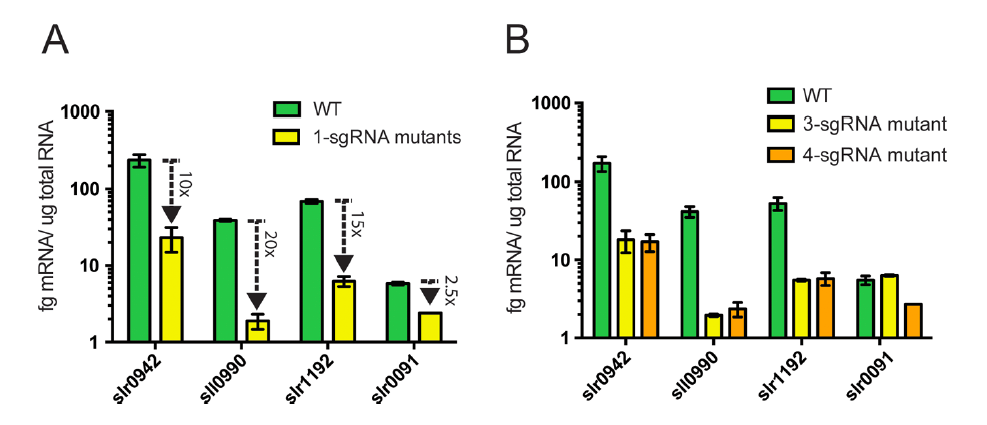 A
fg mRNA/ ug total RNA
1000
100
10
1
WT
1-sgRNA mutants
10x
20x
15x
2.5x
slr0942
sll0990
slr1192
slr0091
B
fg mRNA/ ug total RNA
1000
100
10
1
WT
3-sgRNA mutant
4-sgRNA mutant
slr0942
sll0990
slr1192
slr0091